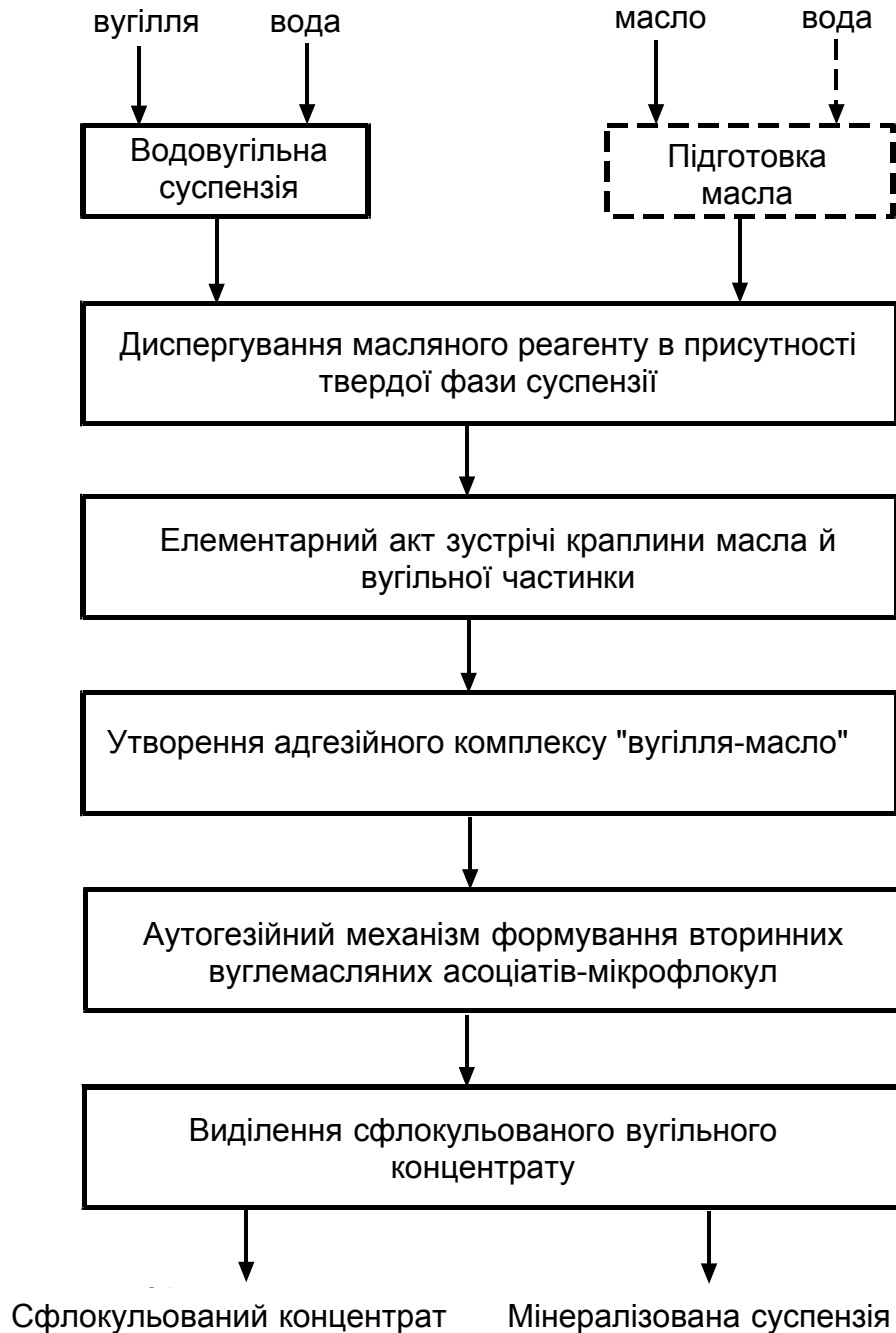 вугілля вода масло вода
Водовугільна
суспензія
Підготовка
масла
Диспергування масляного реагенту в присутності
твердої фази суспензії
Елементарний акт зустрічі краплини масла й
вугільної частинки
Утворення адгезійного комплексу "вугілля-масло"
Аутогезійний механізм формування вторинних
вуглемасляних асоціатів-мікрофлокул
Виділення сфлокульованого вугільного
концентрату
Сфлокульований концентрат Мінералізована суспензія